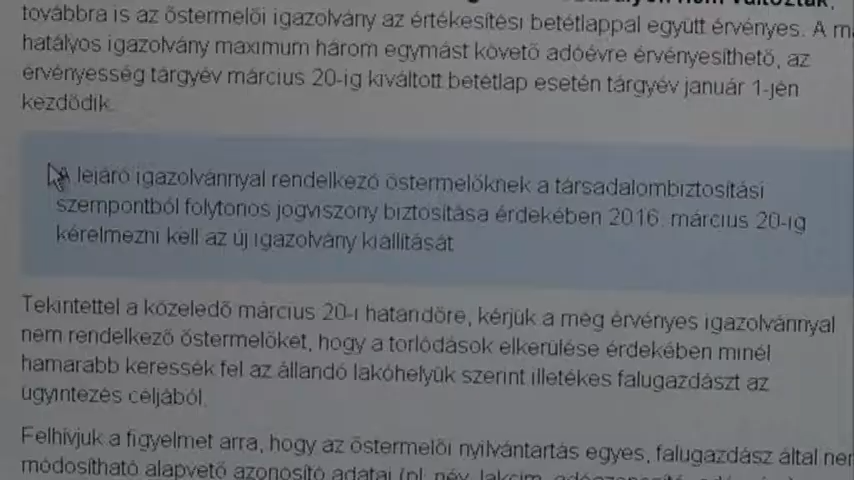 nem változtak,
továbbra is az őstermelői igazolvány az értékesítési betétlappal együtt érvényes. A
hatályos igazolvány maximum három egymást követő adóévre érvényesíthető, az
érvényesség tárgyév március 20-ig kiváltott betétlap esetén tárgyév január 1-jén
kezdődik.
A lejáró igazolvánnyal rendelkező őstermelőknek a társadalombiztosítási
szempontból folytonos jogviszony biztosítása érdekében 2016. március 20-ig
kérelmezni kell az új igazolvány kiállítását
Tekintettel a közeledő március 20-i határidőre, kérjük a még érvényes igazolvánnyal
nem rendelkező őstermelőket, hogy a torlódások elkerülése érdekében minél
hamarabb keressék fel az állandó lakóhelyük szerint illetékes falugazdászt az
ügyintézés céljából.
Felhívjuk a figyelmet arra, hogy az őstermelői nyilvántartás egyes, falugazdász által
módosítható alapvető azonosító adatai (pl. név, lakcím,